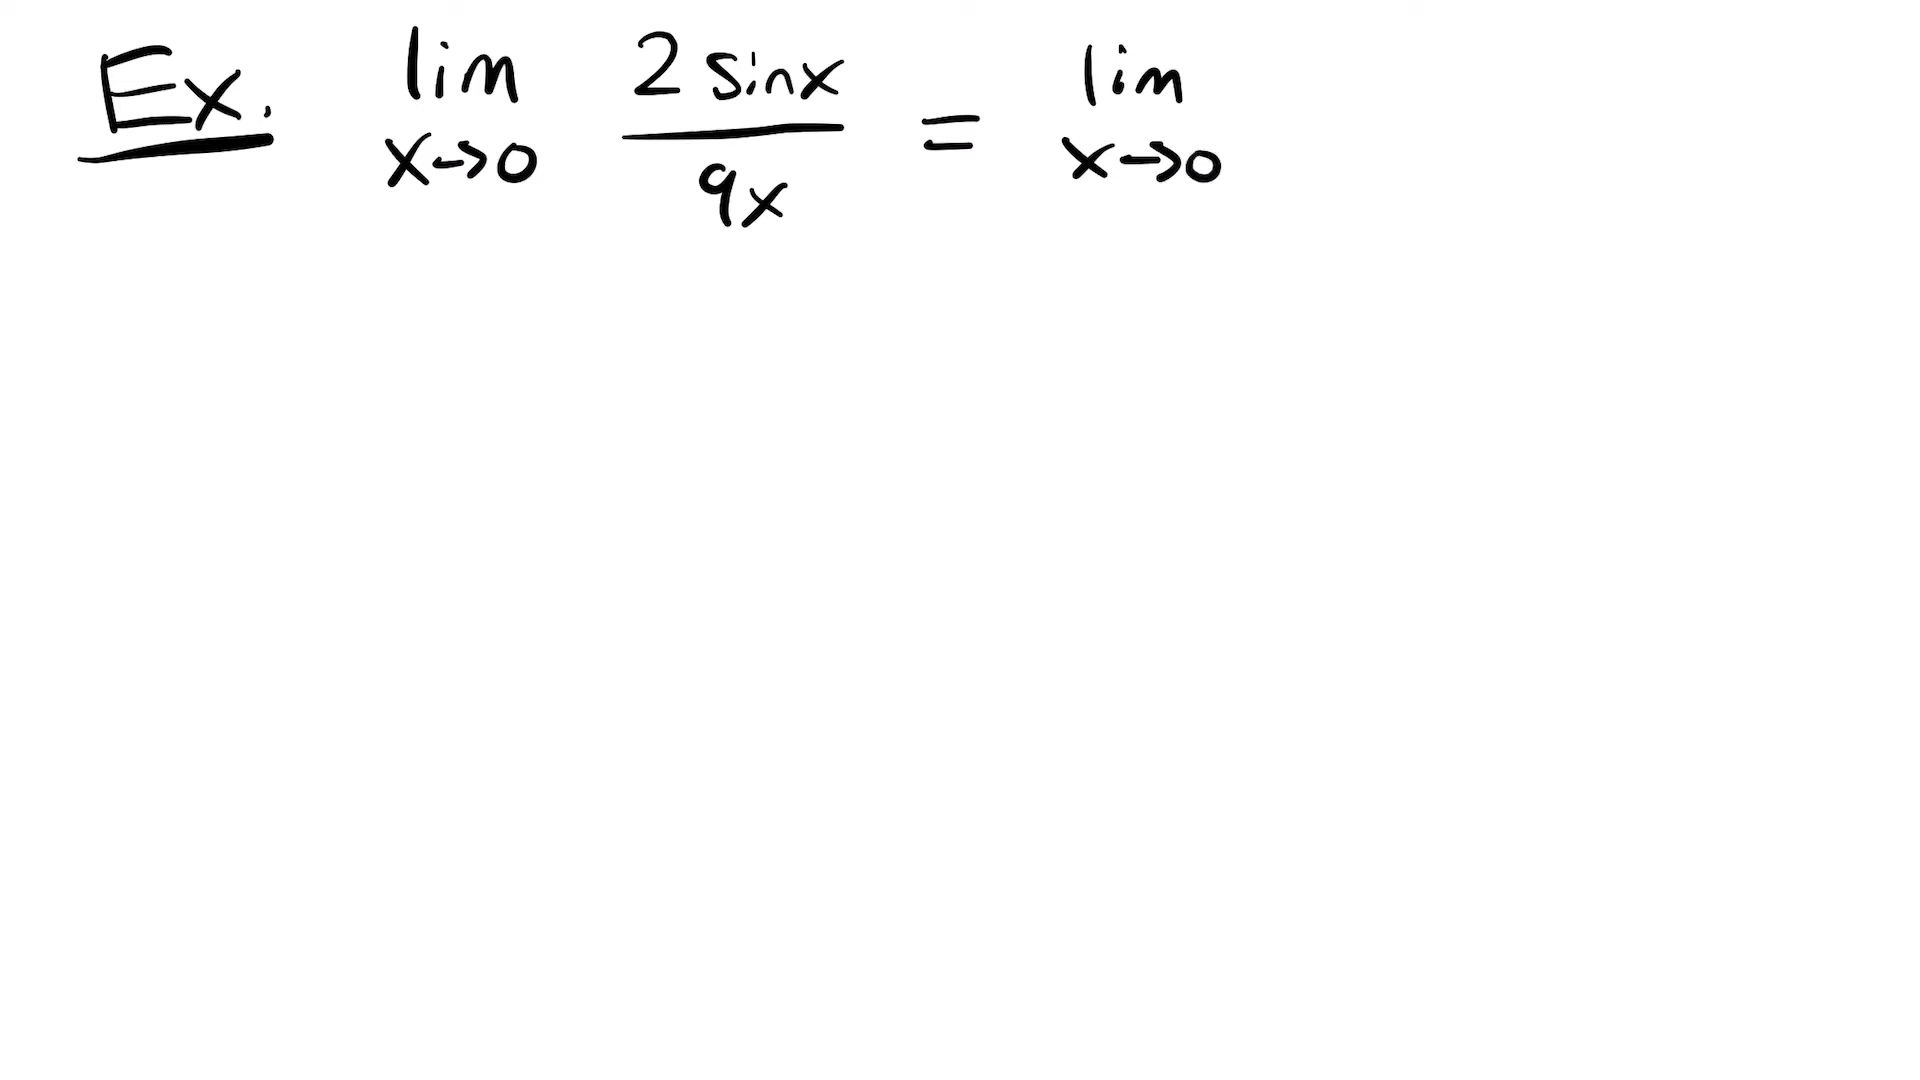 Ex. lim x→0 2 sinx / 9x = lim x→0